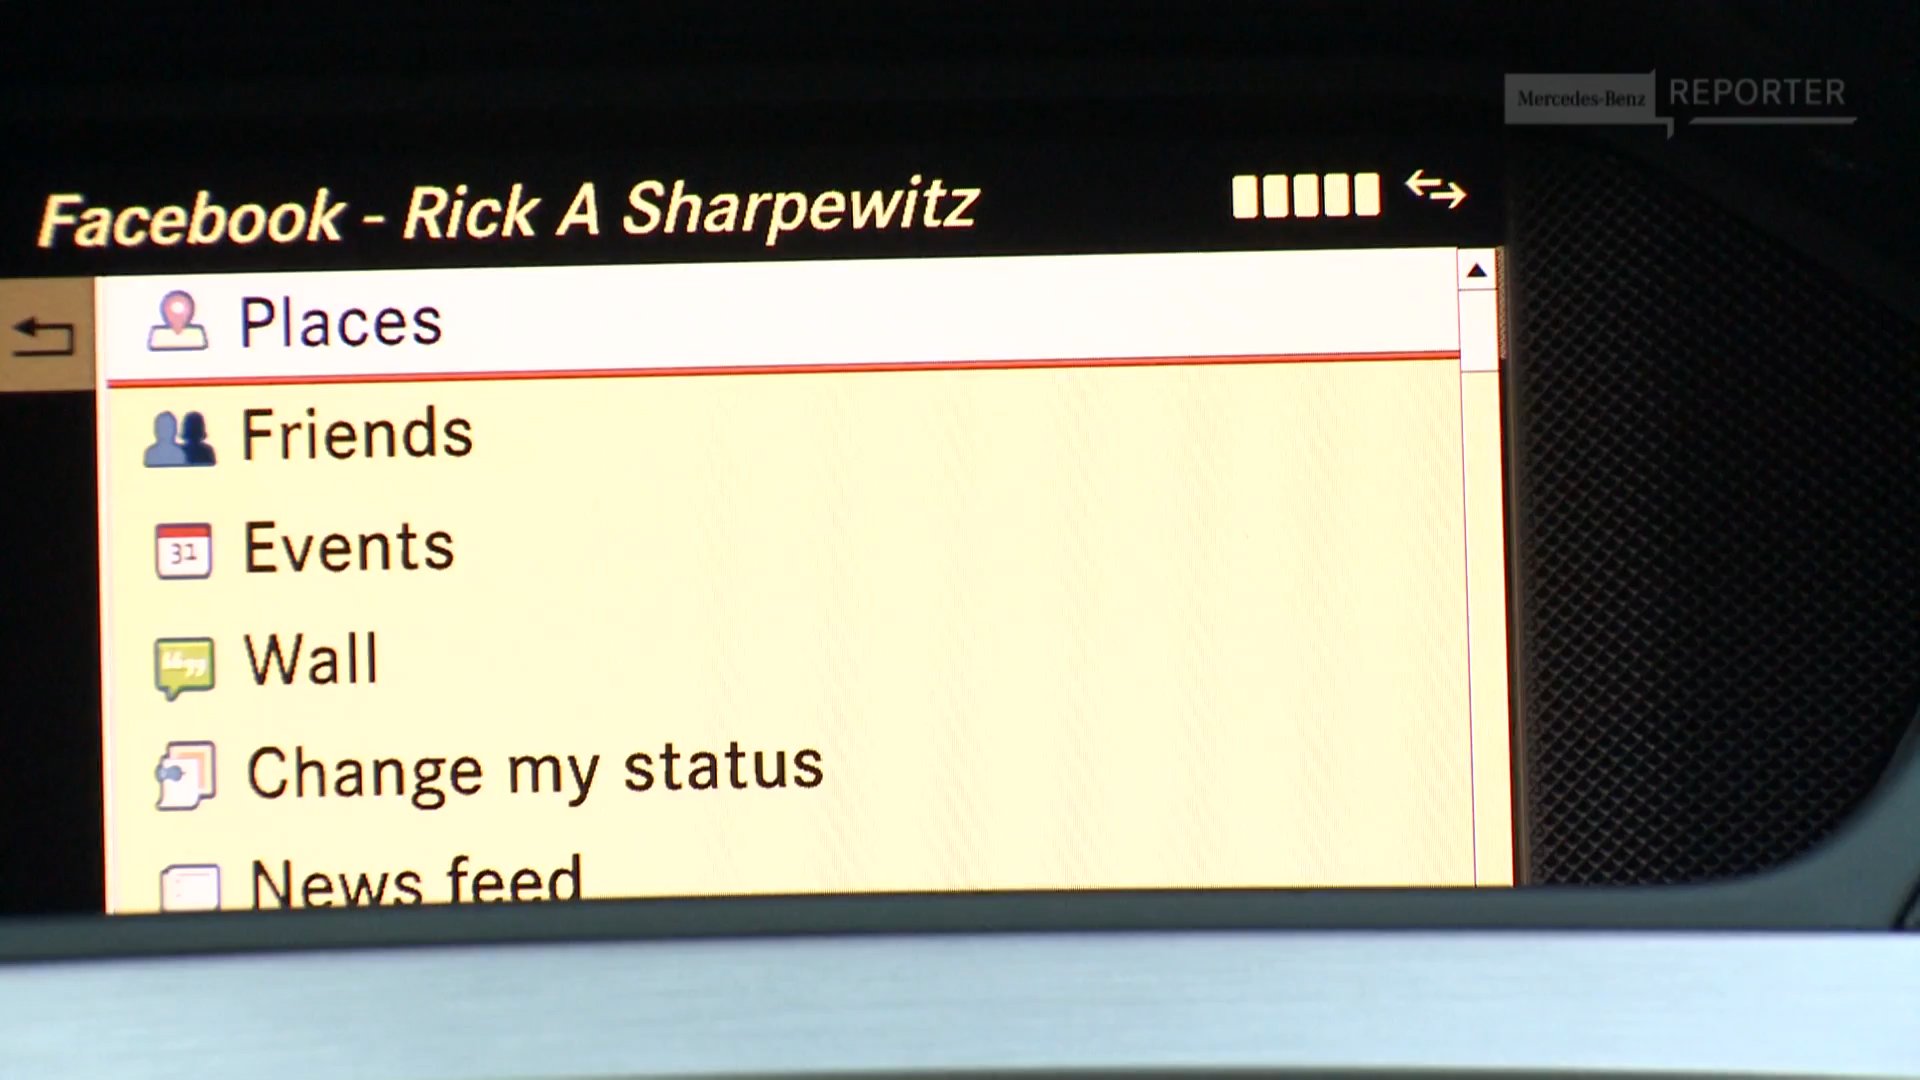 Mercedes-Benz REPORTER
Facebook - Rick A Sharpewitz
Places
Friends
31 Events
Wall
Change my status
News feed